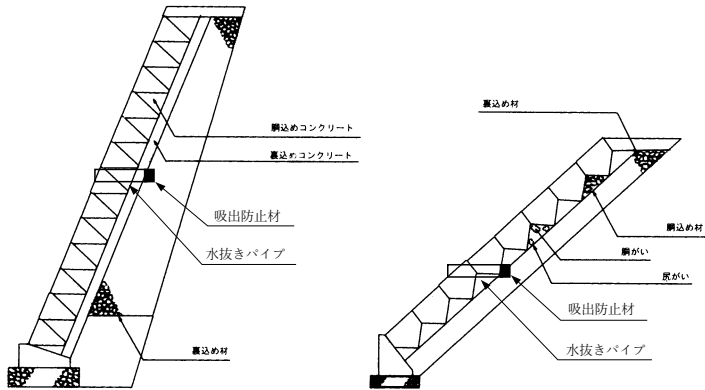 胴込めコンクリート
裏込めコンクリート
吸出防止材
水抜きパイプ
裏込め材
裏込め材
胴込め材
胴がい
尻がい
吸出防止材
水抜きパイプ